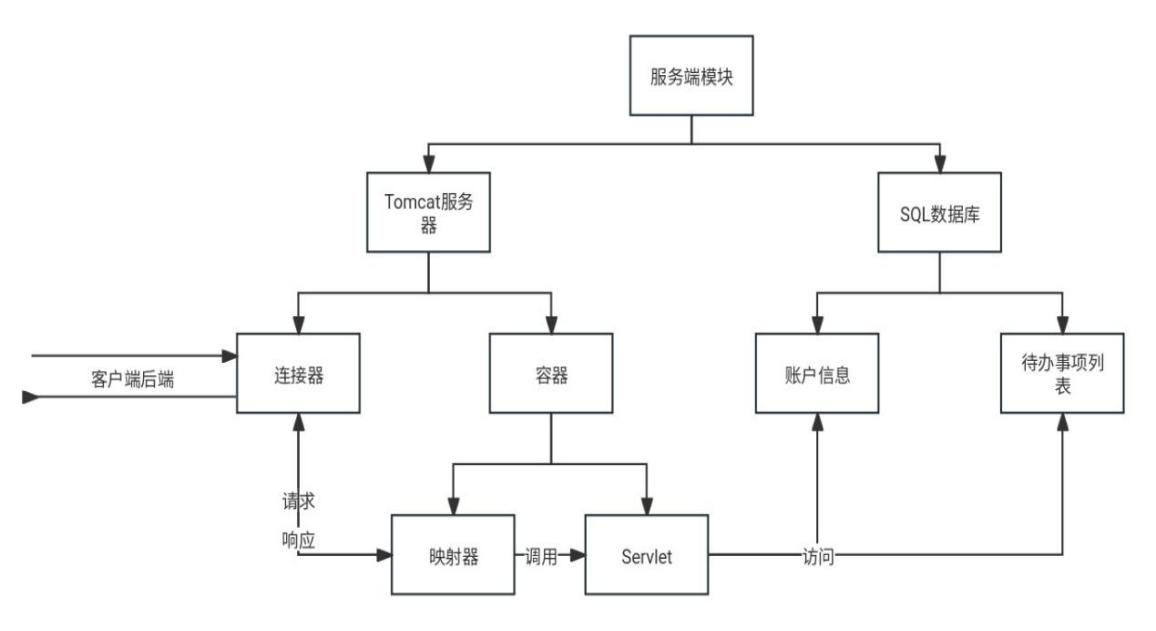 服务端模块
Tomcat服务
器
SQL数据库
客户端后端
连接器
容器
账户信息
待办事项列
表
请求
响应
映射器
调用
Servlet
访问